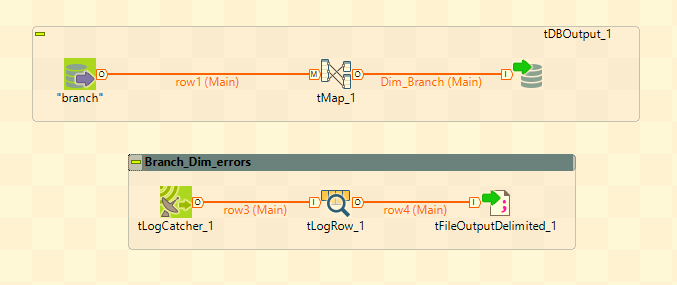 tDBOutput_1
O
row1 (Main)
M
O
Dim_Branch (Main)
I
"branch"
tMap_1
Branch_Dim_errors
O
row3 (Main)
I
O
row4 (Main)
I
tLogCatcher_1
tLogRow_1
tFileOutputDelimited_1